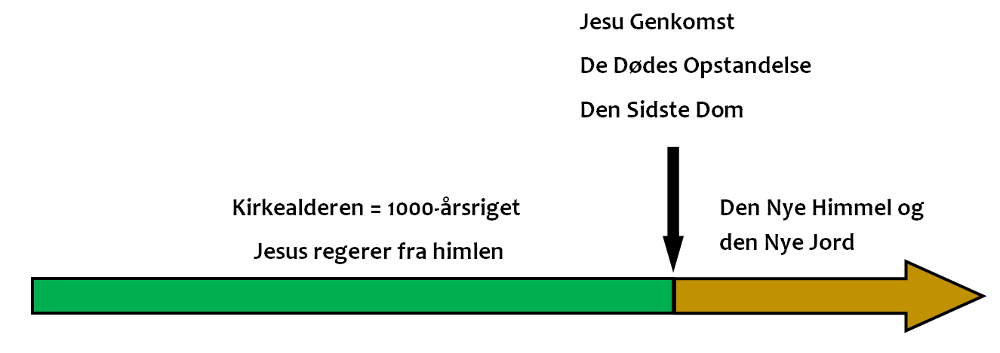 Jesu Genkomst
De Dødes Opstandelse
Den Sidste Dom
Kirkealderen = 1000-årsriget
Jesus regerer fra himlen
Den Nye Himmel og
den Nye Jord